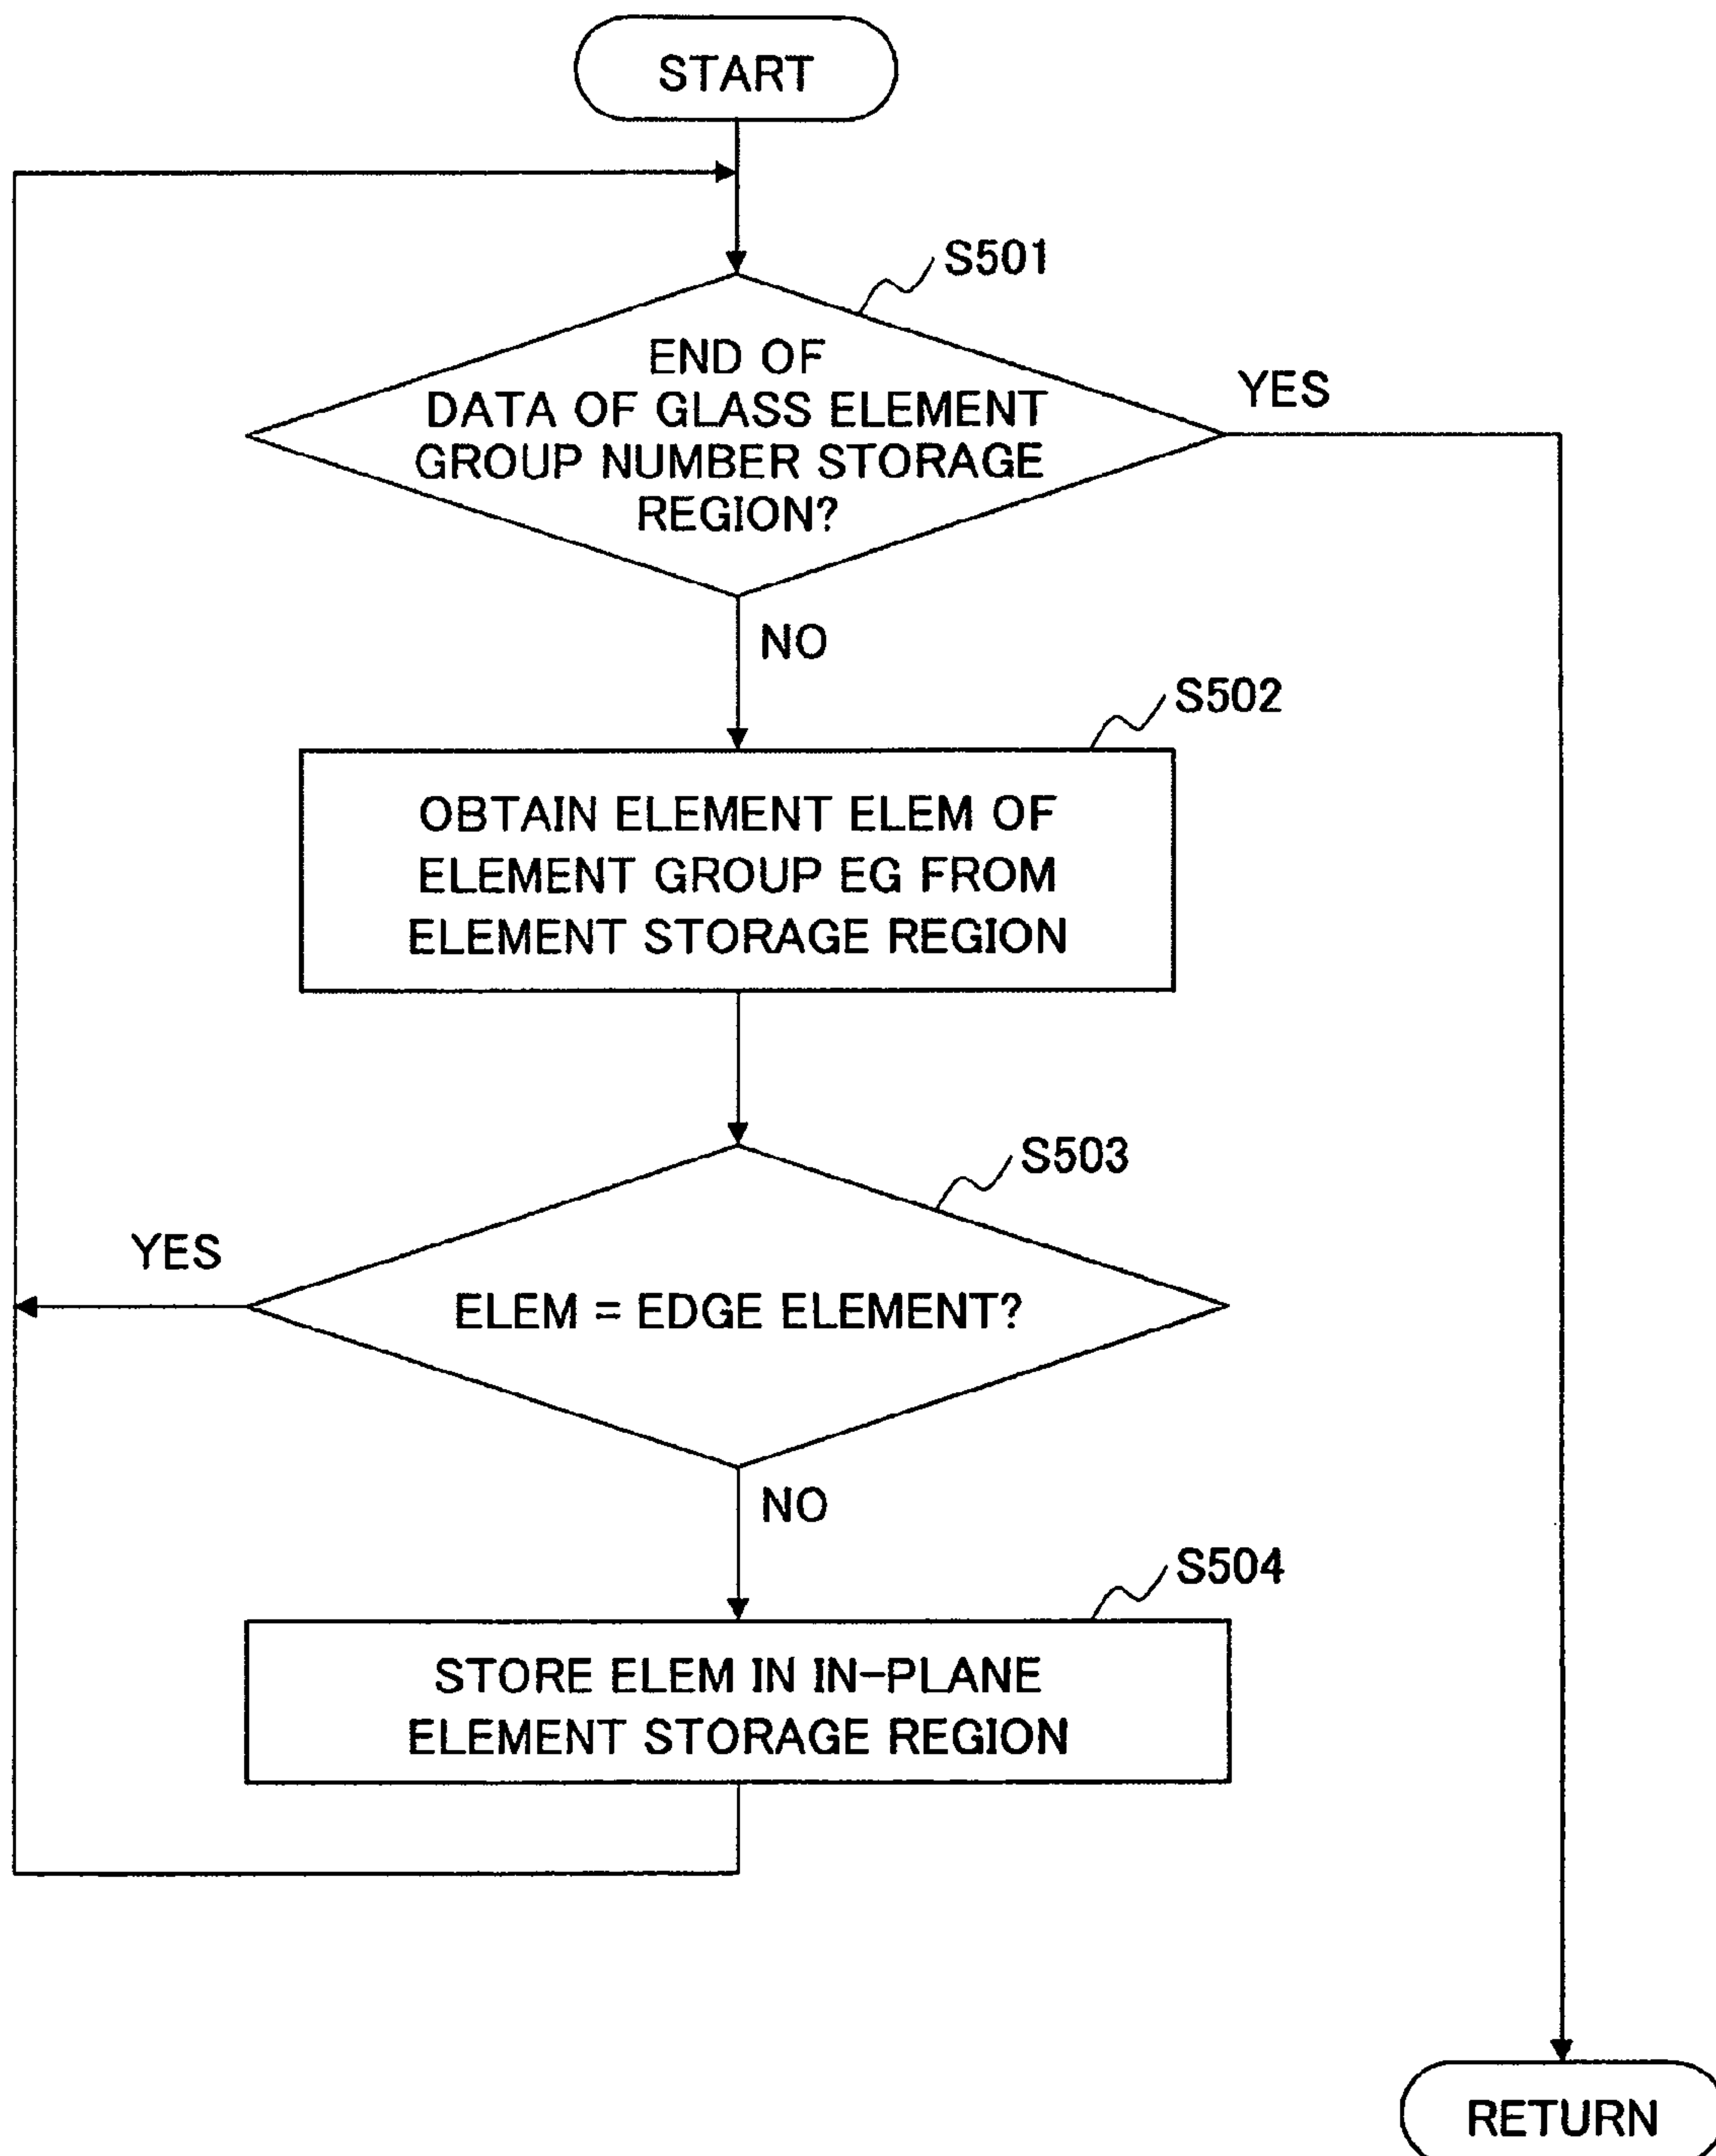 START
S501
END OF
DATA OF GLASS ELEMENT
GROUP NUMBER STORAGE
REGION?
YES
NO
S502
OBTAIN ELEMENT ELEM OF
ELEMENT GROUP EG FROM
ELEMENT STORAGE REGION
S503
YES
ELEM = EDGE ELEMENT?
NO
S504
STORE ELEM IN IN-PLANE
ELEMENT STORAGE REGION
RETURN